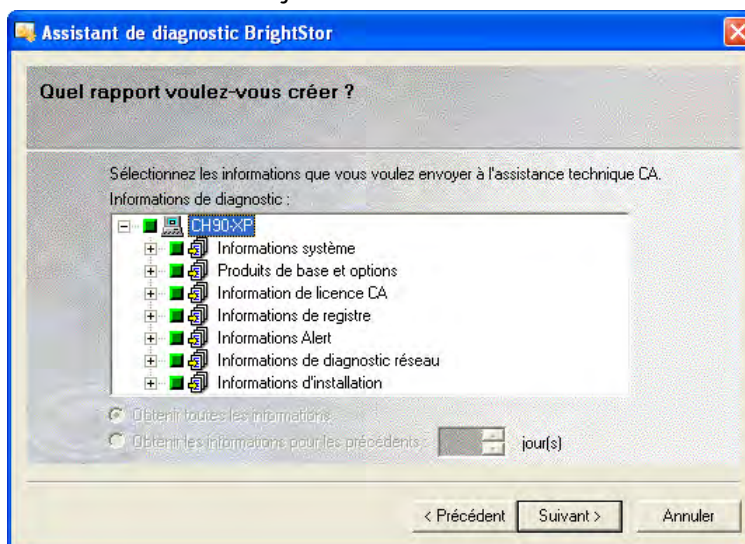 Assistant de diagnostic BrightStor
Quel rapport voulez-vous créer ?
Sélectionnez les informations que vous voulez envoyer à l'assistance technique CA.
Informations de diagnostic :
CH90-XP
Informations système
Produits de base et options
Information de licence CA
Informations de registre
Informations Alert
Informations de diagnostic réseau
Informations d'installation
Obtenir toutes les informations
Obtenir les informations pour les précédents :
jour(s)
< Précédent
Suivant >
Annuler